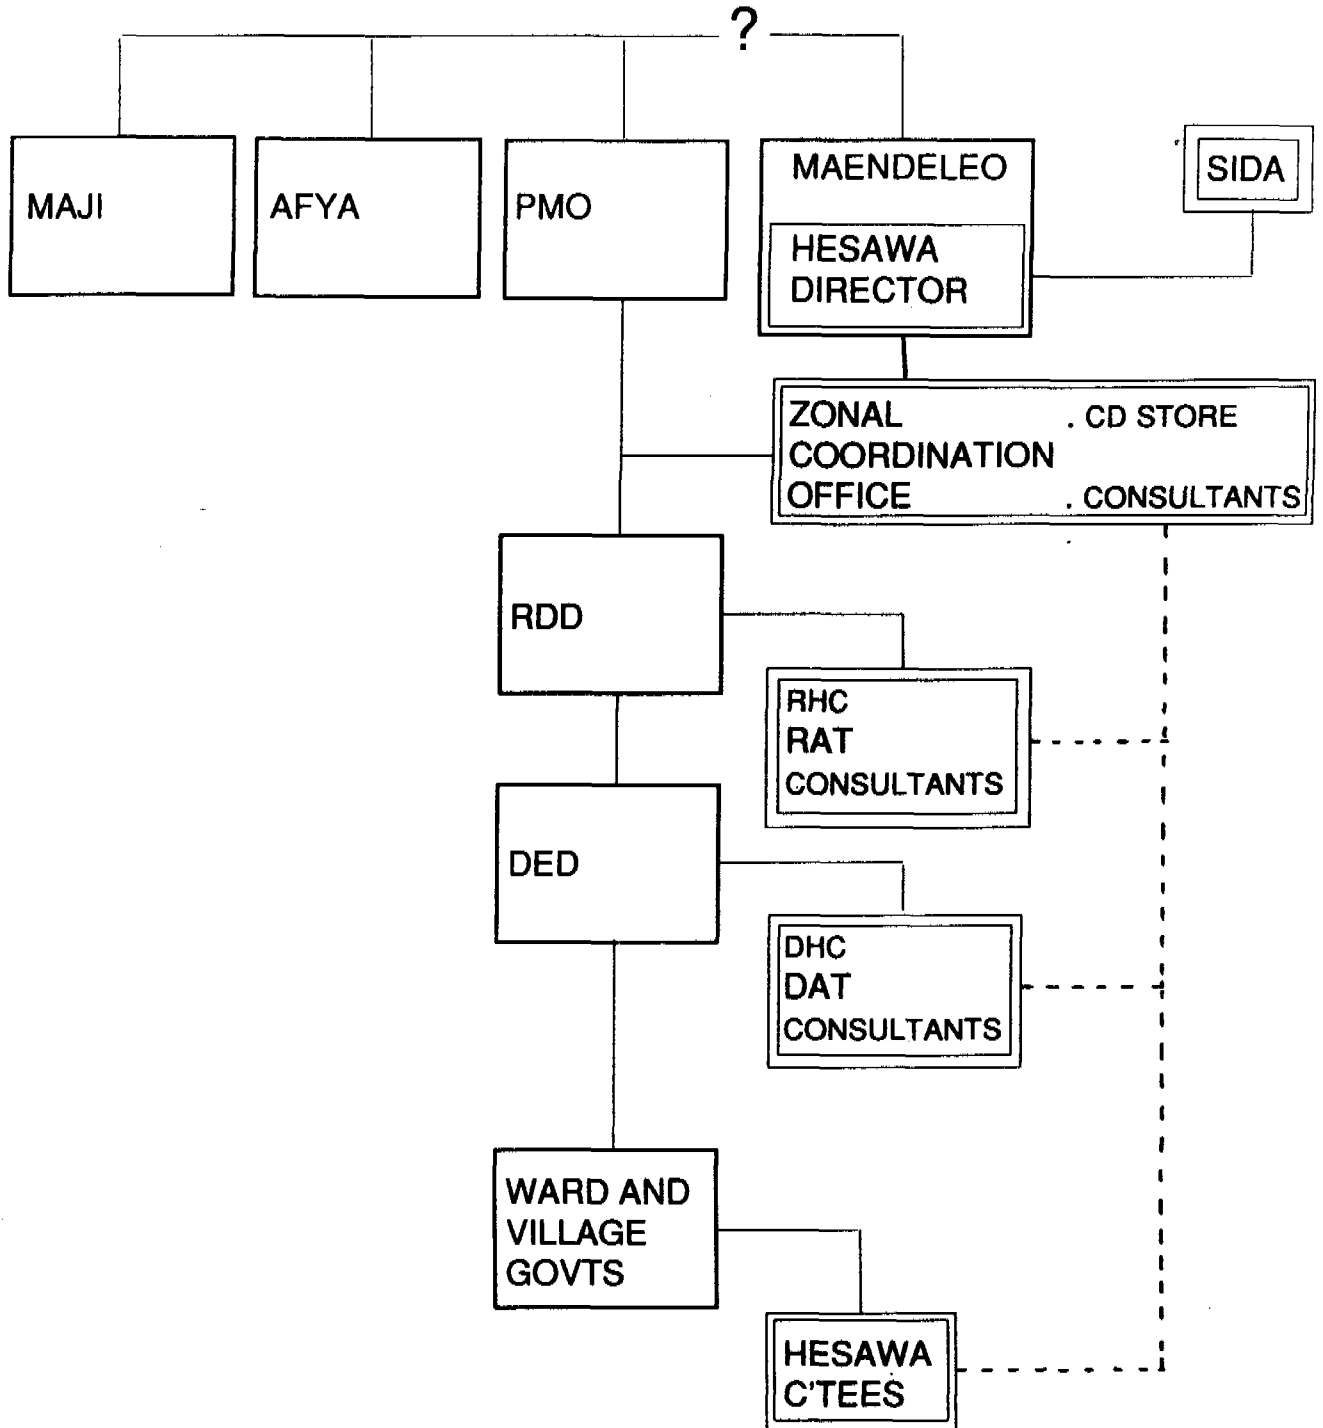 ?
MAJI
AFYA
PMO
MAENDELEO
HESAWA
DIRECTOR
SIDA
ZONAL . CD STORE
COORDINATION
OFFICE . CONSULTANTS
RDD
RHC
RAT
CONSULTANTS
DED
DHC
DAT
CONSULTANTS
WARD AND
VILLAGE
GOVTS
HESAWA
C'TEES